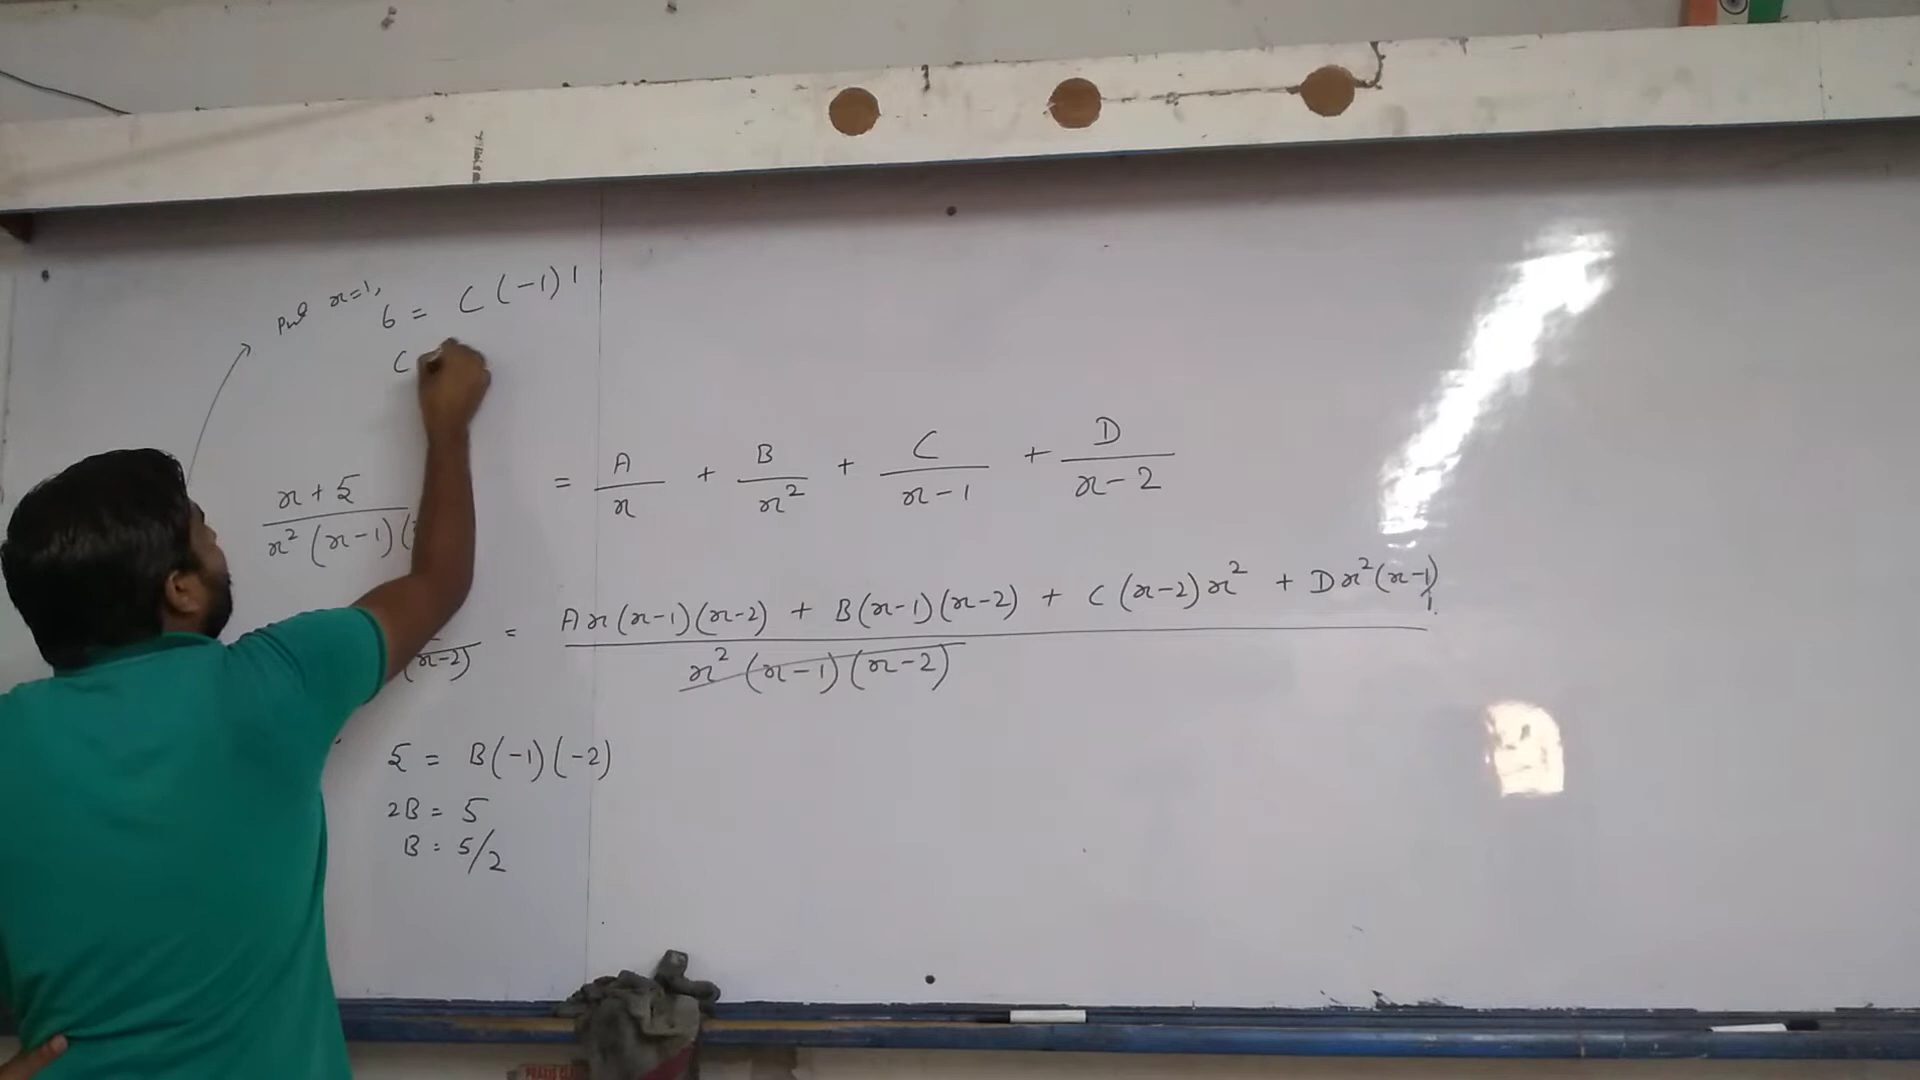 Put x=1,
6 = C (-1) 1
C
x + 5 / x² (x-1)( = A/x + B/x² + C/x-1 + D/x-2
(x-2) = Ax(x-1)(x-2) + B(x-1)(x-2) + C(x-2)x² + Dx²(x-1) / x² (x-1)(x-2)
5 = B(-1)(-2)
2B = 5
B = 5/2